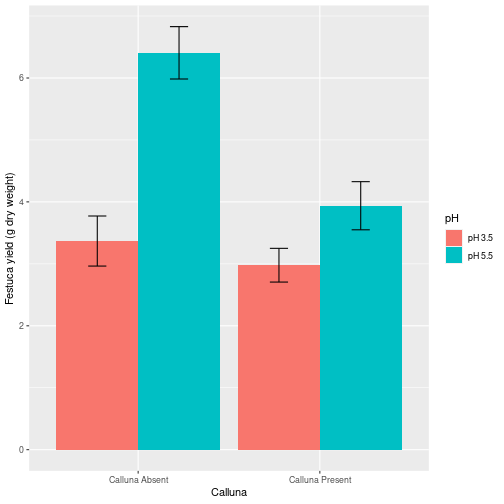 Festuca yield (g dry weight)
6
4
2
0
Calluna Absent
Calluna Present
Calluna
pH
pH 3.5
pH 5.5